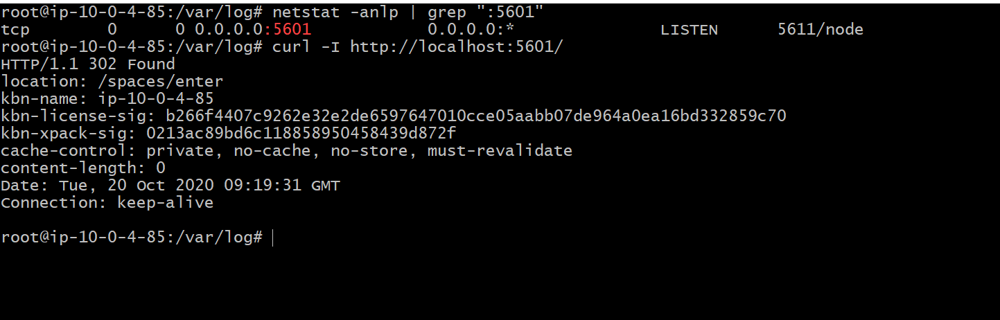 root@ip-10-0-4-85:/var/log# netstat -anlp | grep ":5601"
tcp        0      0 0.0.0.0:5601            0.0.0.0:*               LISTEN      5611/node
root@ip-10-0-4-85:/var/log# curl -I http://localhost:5601/
HTTP/1.1 302 Found
location: /spaces/enter
kbn-name: ip-10-0-4-85
kbn-license-sig: b266f4407c9262e32e2de6597647010cce05aabb07de964a0ea16bd332859c70
kbn-xpack-sig: 0213ac89bd6c118858950458439d872f
cache-control: private, no-cache, no-store, must-revalidate
content-length: 0
Date: Tue, 20 Oct 2020 09:19:31 GMT
Connection: keep-alive
root@ip-10-0-4-85:/var/log#